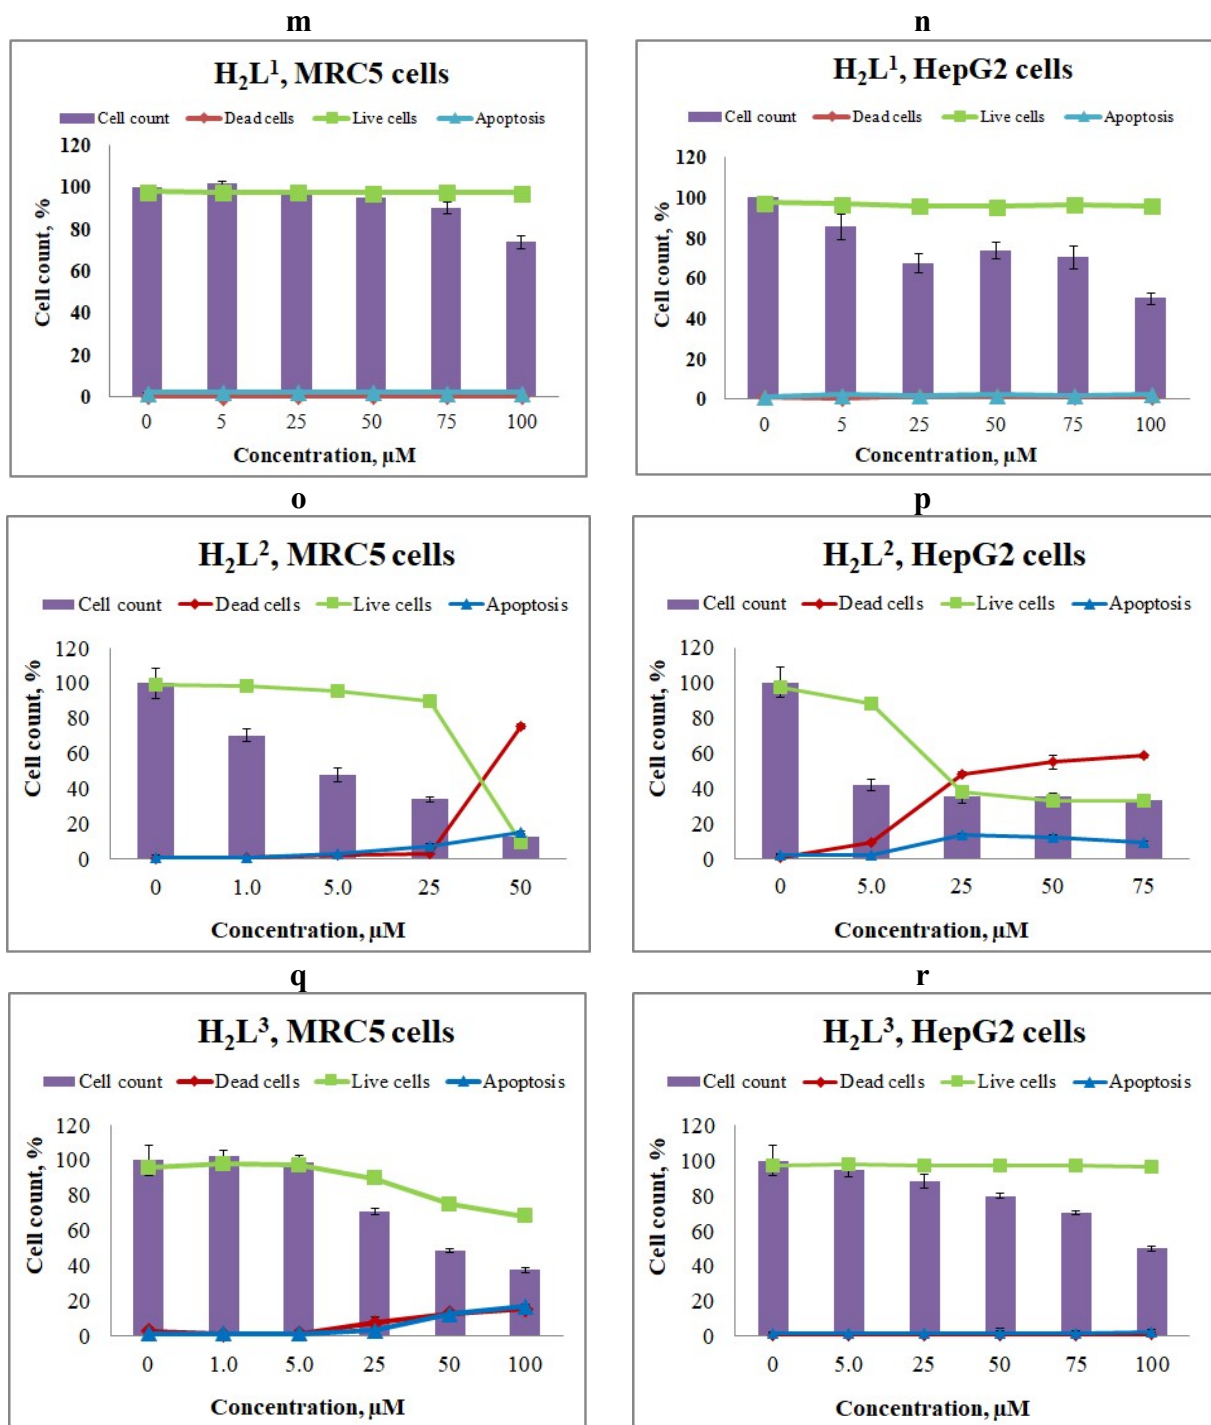 m
H₂L¹, MRC5 cells
Cell count Dead cells Live cells Apoptosis
120
100
80
60
40
20
0
Cell count, %
0 5 25 50 75 100
Concentration, µM
n
H₂L¹, HepG2 cells
Cell count Dead cells Live cells Apoptosis
120
100
80
60
40
20
0
Cell count, %
0 5 25 50 75 100
Concentration, µM
o
H₂L², MRC5 cells
Cell count Dead cells Live cells Apoptosis
120
100
80
60
40
20
0
Cell count, %
0 1.0 5.0 25 50
Concentration, µM
p
H₂L², HepG2 cells
Cell count Dead cells Live cells Apoptosis
120
100
80
60
40
20
0
Cell count, %
0 5.0 25 50 75
Concentration, µM
q
H₂L³, MRC5 cells
Cell count Dead cells Live cells Apoptosis
120
100
80
60
40
20
0
Cell count, %
0 1.0 5.0 25 50 100
Concentration, µM
r
H₂L³, HepG2 cells
Cell count Dead cells Live cells Apoptosis
120
100
80
60
40
20
0
Cell count, %
0 5.0 25 50 75 100
Concentration, µM